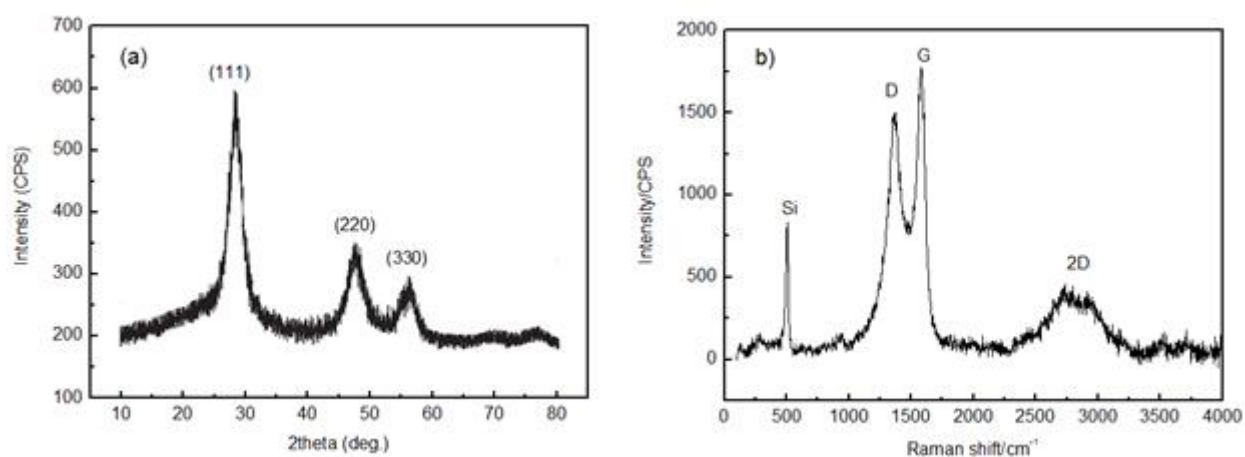 (a)
(111)
(220)
(330)
700
600
500
400
300
200
100
10 20 30 40 50 60 70 80
Intensity (CPS)
2theta (deg.)
b)
Si
D
G
2D
2000
1500
1000
500
0
0 500 1000 1500 2000 2500 3000 3500 4000
Intensity/CPS
Raman shift/cm⁻¹